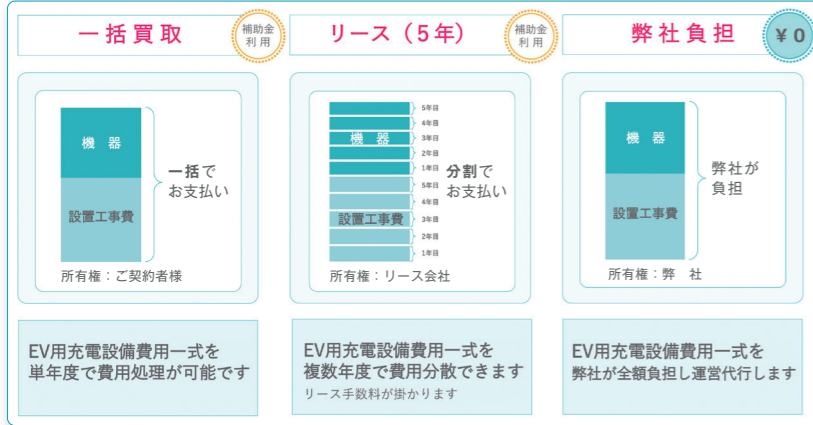 一括買取
補助金
利用
機 器
設置工事費
一括で
お支払い
所有権：ご契約者様
EV用充電設備費用一式を
単年度で費用処理が可能です
リース（５年）
補助金
利用
5年目
4年目
機 器
3年目
2年目
1年目
5年目
4年目
設置工事費
3年目
2年目
1年目
分割で
お支払い
所有権：リース会社
EV用充電設備費用一式を
複数年度で費用分散できます
リース手数料が掛かります
弊社負担
￥0
機 器
設置工事費
弊社が
負担
所有権：弊 社
EV用充電設備費用一式を
弊社が全額負担し運営代行します